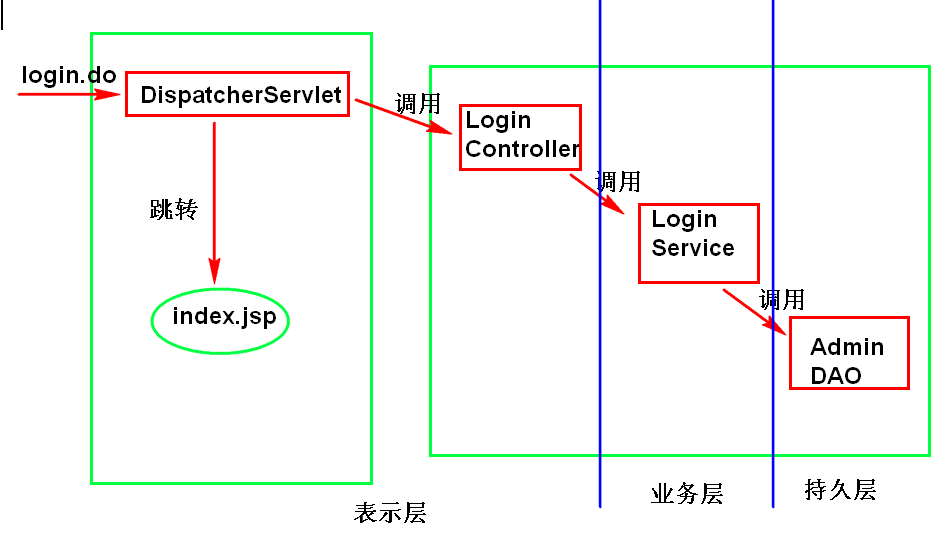 login.do
DispatcherServlet
调用
Login
Controller
调用
跳转
Login
Service
调用
index.jsp
Admin
DAO
业务层
持久层
表示层